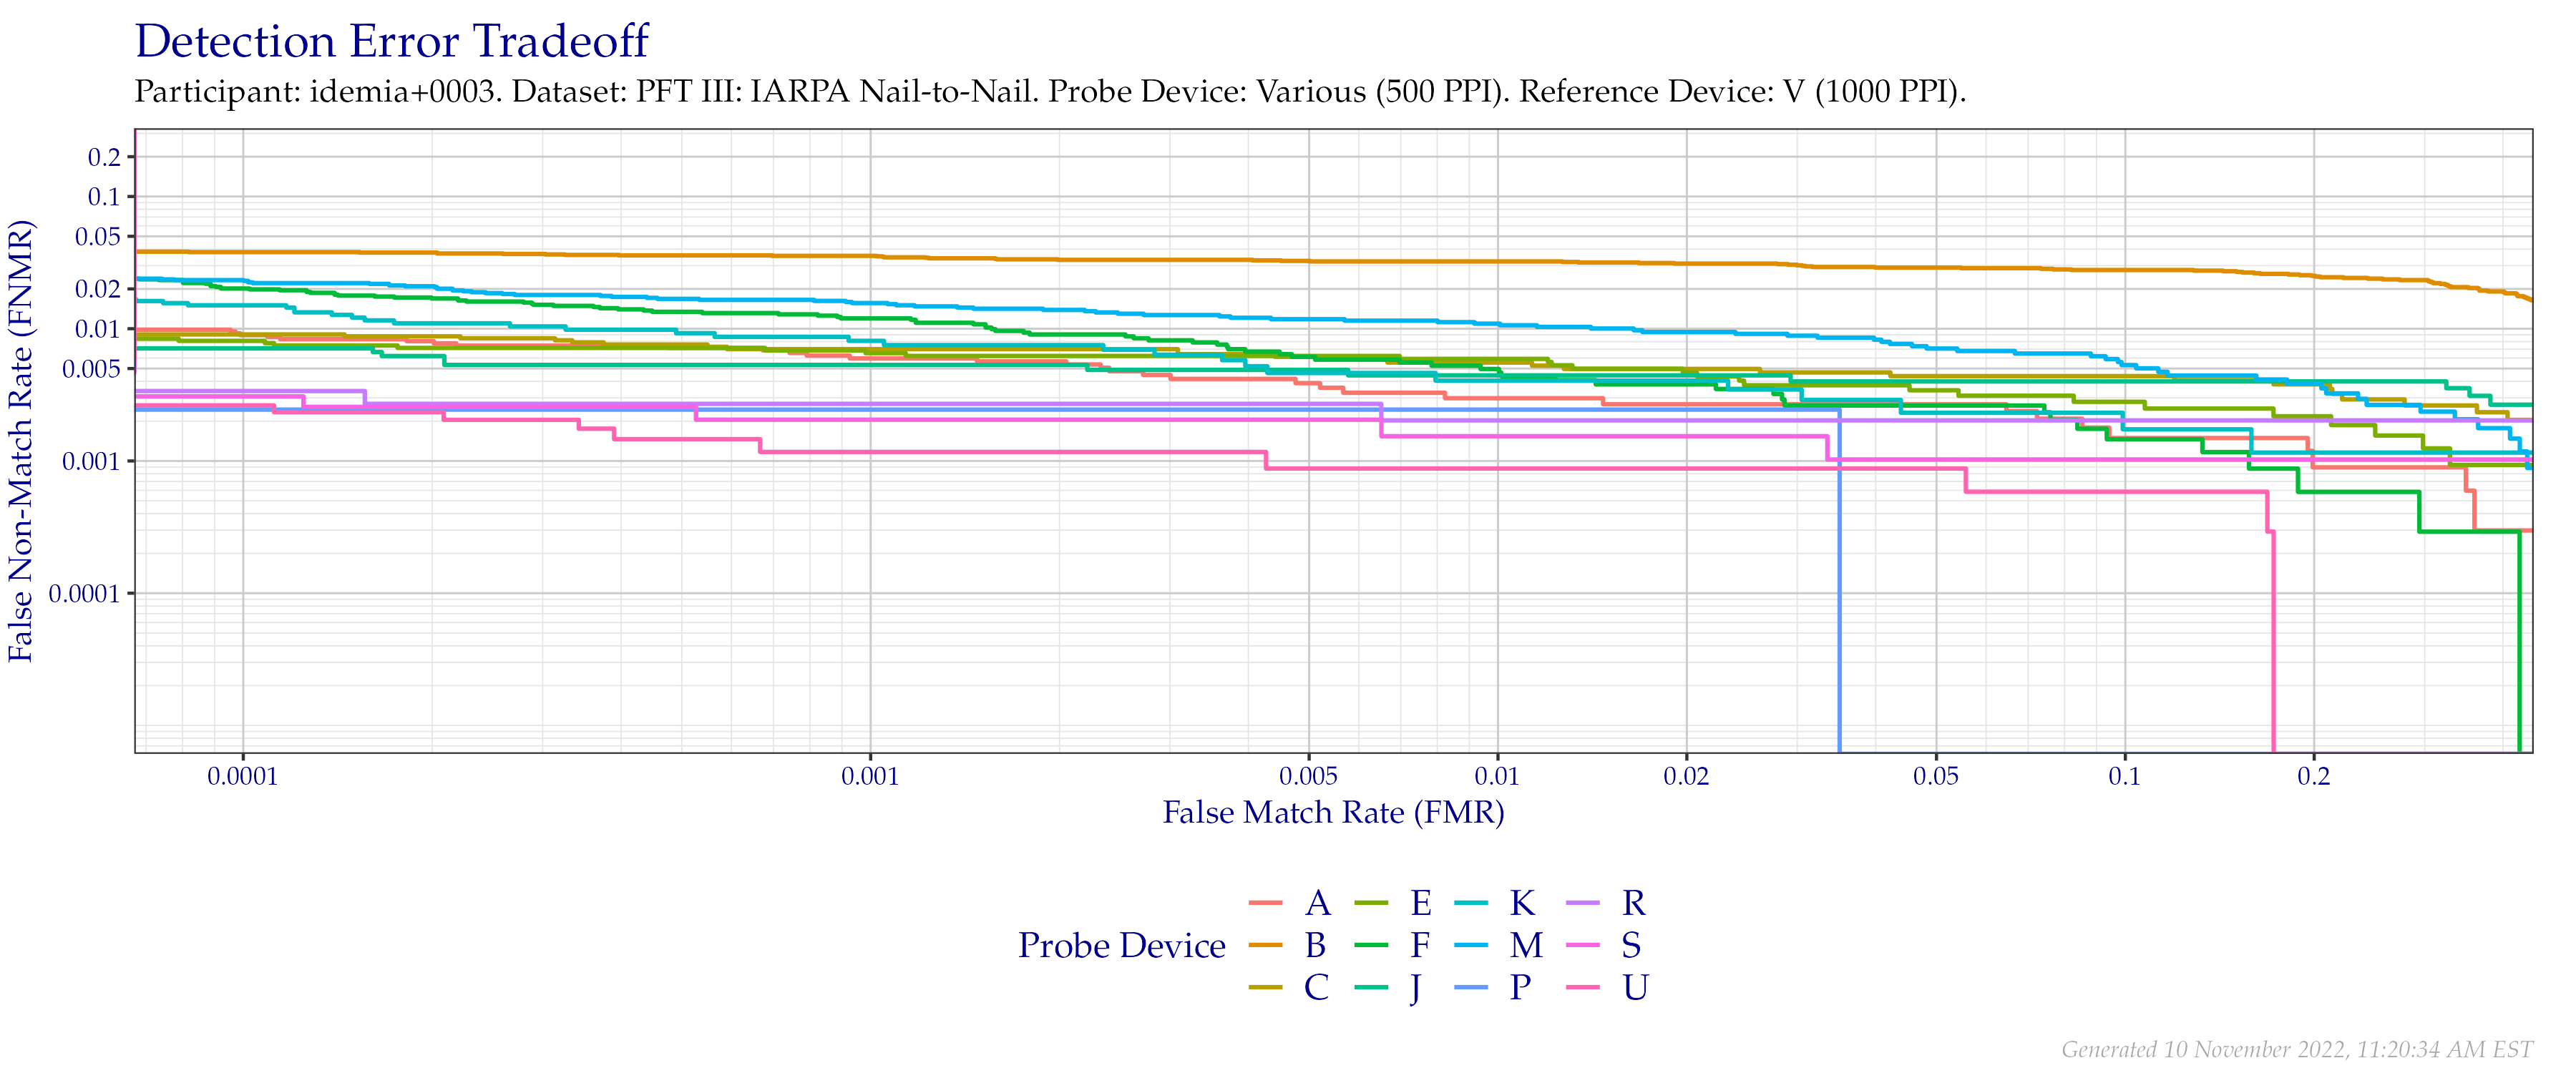 Detection Error Tradeoff
Participant: idemia+0003. Dataset: PFT III: IARPA Nail-to-Nail. Probe Device: Various (500 PPI). Reference Device: V (1000 PPI).
False Non-Match Rate (FNMR)
0.2
0.1
0.05
0.02
0.01
0.005
0.001
0.0001
0.0001 0.001 0.005 0.01 0.02 0.05 0.1 0.2
False Match Rate (FMR)
A E K R
Probe Device B F M S
C J P U
Generated 10 November 2022, 11:20:34 AM EST